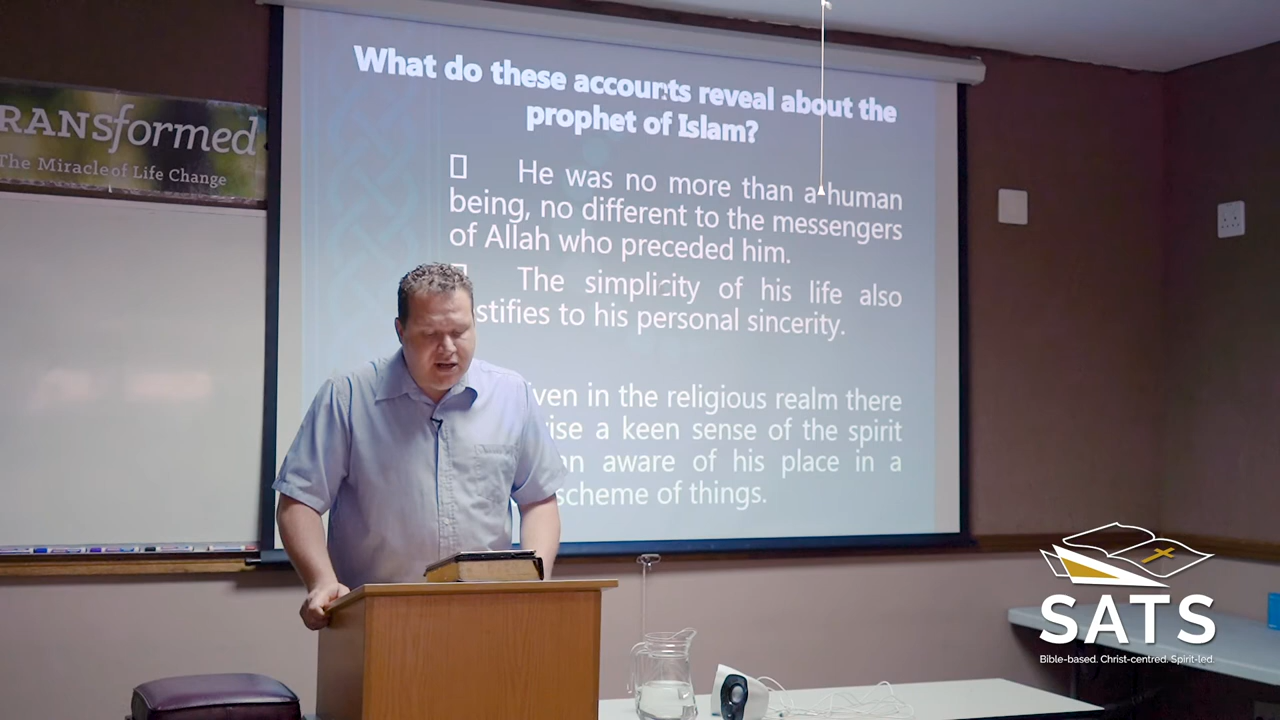 What do these accounts reveal about the
prophet of Islam?
RANSformed
The Miracle of Life Change
He was no more than a human
being, no different to the messengers
of Allah who preceded him.
The simplicity of his life also
stifies to his personal sincerity.
ven in the religious realm there
ise a keen sense of the spirit
an aware of his place in a
scheme of things.
SATS
Bible-based. Christ-centred. Spirit-led